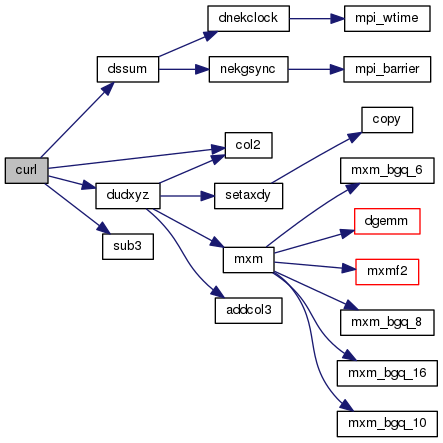 dnekclock
mpi_wtime
dssum
nekgsync
mpi_barrier
copy
col2
curl
mxm_bgq_6
dudxyz
setaxdy
dgemm
sub3
mxm
mxmf2
addcol3
mxm_bgq_8
mxm_bgq_16
mxm_bgq_10